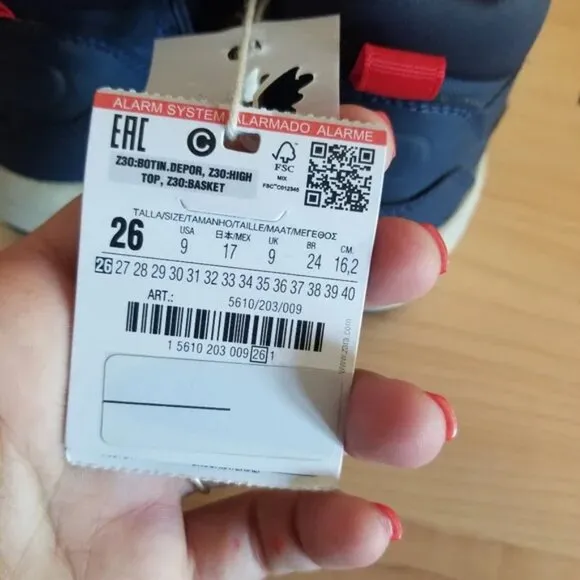 ALARM SYSTEM ALARMADO ALARME
EAC
C
Z30:BOTIN.DEPOR, Z30:HIGH
TOP, Z30:BASKET
FSC
MIX
FSC™C012345
TALLA/SIZE/TAMANHO/TAILLE/MAAT/ΜΕΓΕΘΟΣ
26
USA 日本/MEX UK BR CM.
9 17 9 24 16,2
26 27 28 29 30 31 32 33 34 35 36 37 38 39 40
ART.: 5610/203/009
1 5610 203 009 26 1
www.zara.com